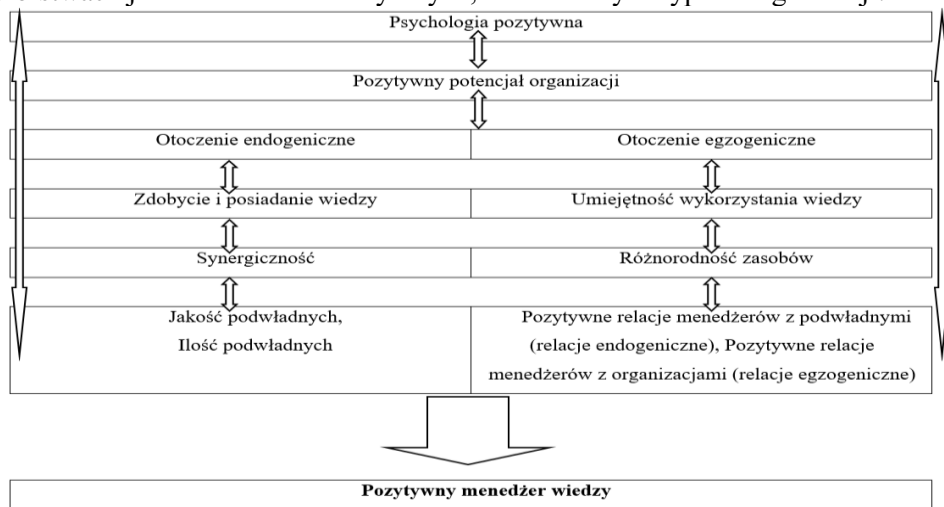 Psychologia pozytywna
Pozytywny potencjał organizacji
Otoczenie endogeniczne
Otoczenie egzogeniczne
Zdobycie i posiadanie wiedzy
Umiejętność wykorzystania wiedzy
Synergiczność
Różnorodność zasobów
Jakość podwładnych,
Ilość podwładnych
Pozytywne relacje menedżerów z podwładnymi
(relacje endogeniczne), Pozytywne relacje
menedżerów z organizacjami (relacje egzogeniczne)
Pozytywny menedżer wiedzy